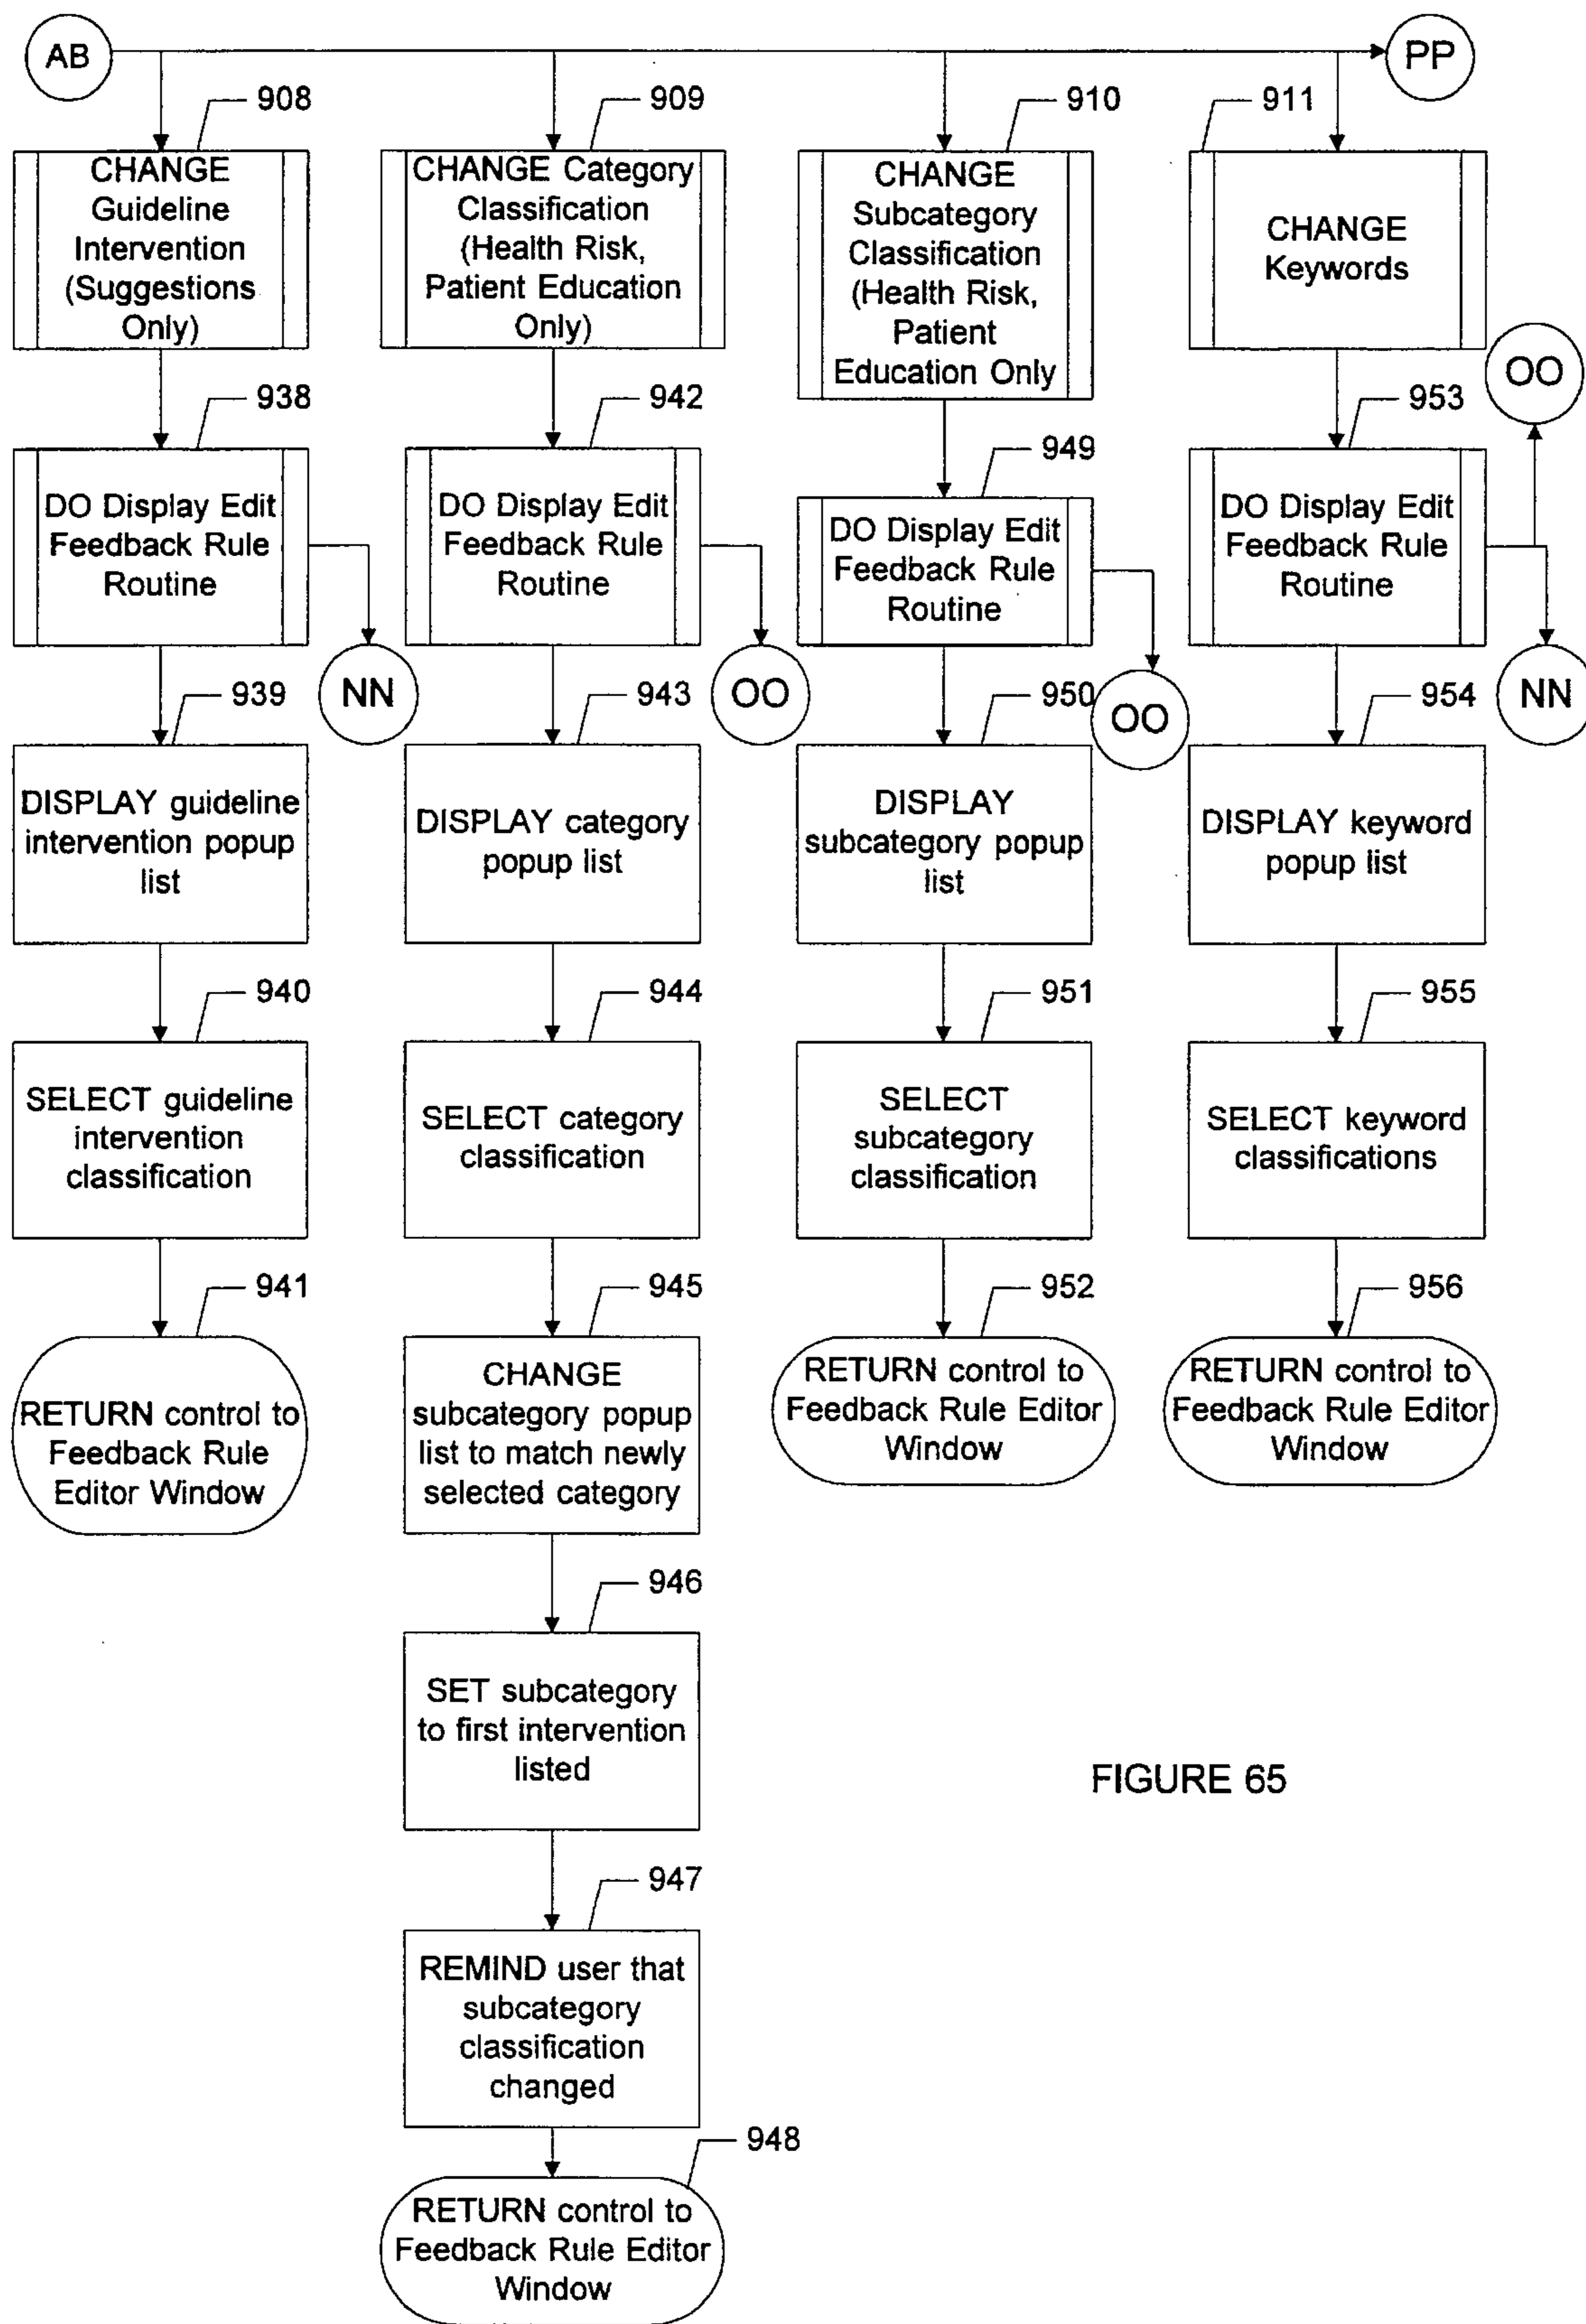 AB
PP
908
CHANGE
Guideline
Intervention
(Suggestions
Only)
938
DO Display Edit
Feedback Rule
Routine
NN
939
DISPLAY guideline
intervention popup
list
940
SELECT guideline
intervention
classification
941
RETURN control to
Feedback Rule
Editor Window
909
CHANGE Category
Classification
(Health Risk,
Patient Education
Only)
942
DO Display Edit
Feedback Rule
Routine
OO
943
DISPLAY category
popup list
944
SELECT category
classification
945
CHANGE
subcategory popup
list to match newly
selected category
946
SET subcategory
to first intervention
listed
947
REMIND user that
subcategory
classification
changed
948
RETURN control to
Feedback Rule Editor
Window
910
CHANGE
Subcategory
Classification
(Health Risk,
Patient
Education Only
949
DO Display Edit
Feedback Rule
Routine
OO
950
DISPLAY
subcategory popup
list
951
SELECT
subcategory
classification
952
RETURN control to
Feedback Rule Editor
Window
911
CHANGE
Keywords
OO
953
DO Display Edit
Feedback Rule
Routine
NN
954
DISPLAY keyword
popup list
955
SELECT keyword
classifications
956
RETURN control to
Feedback Rule Editor
Window
FIGURE 65